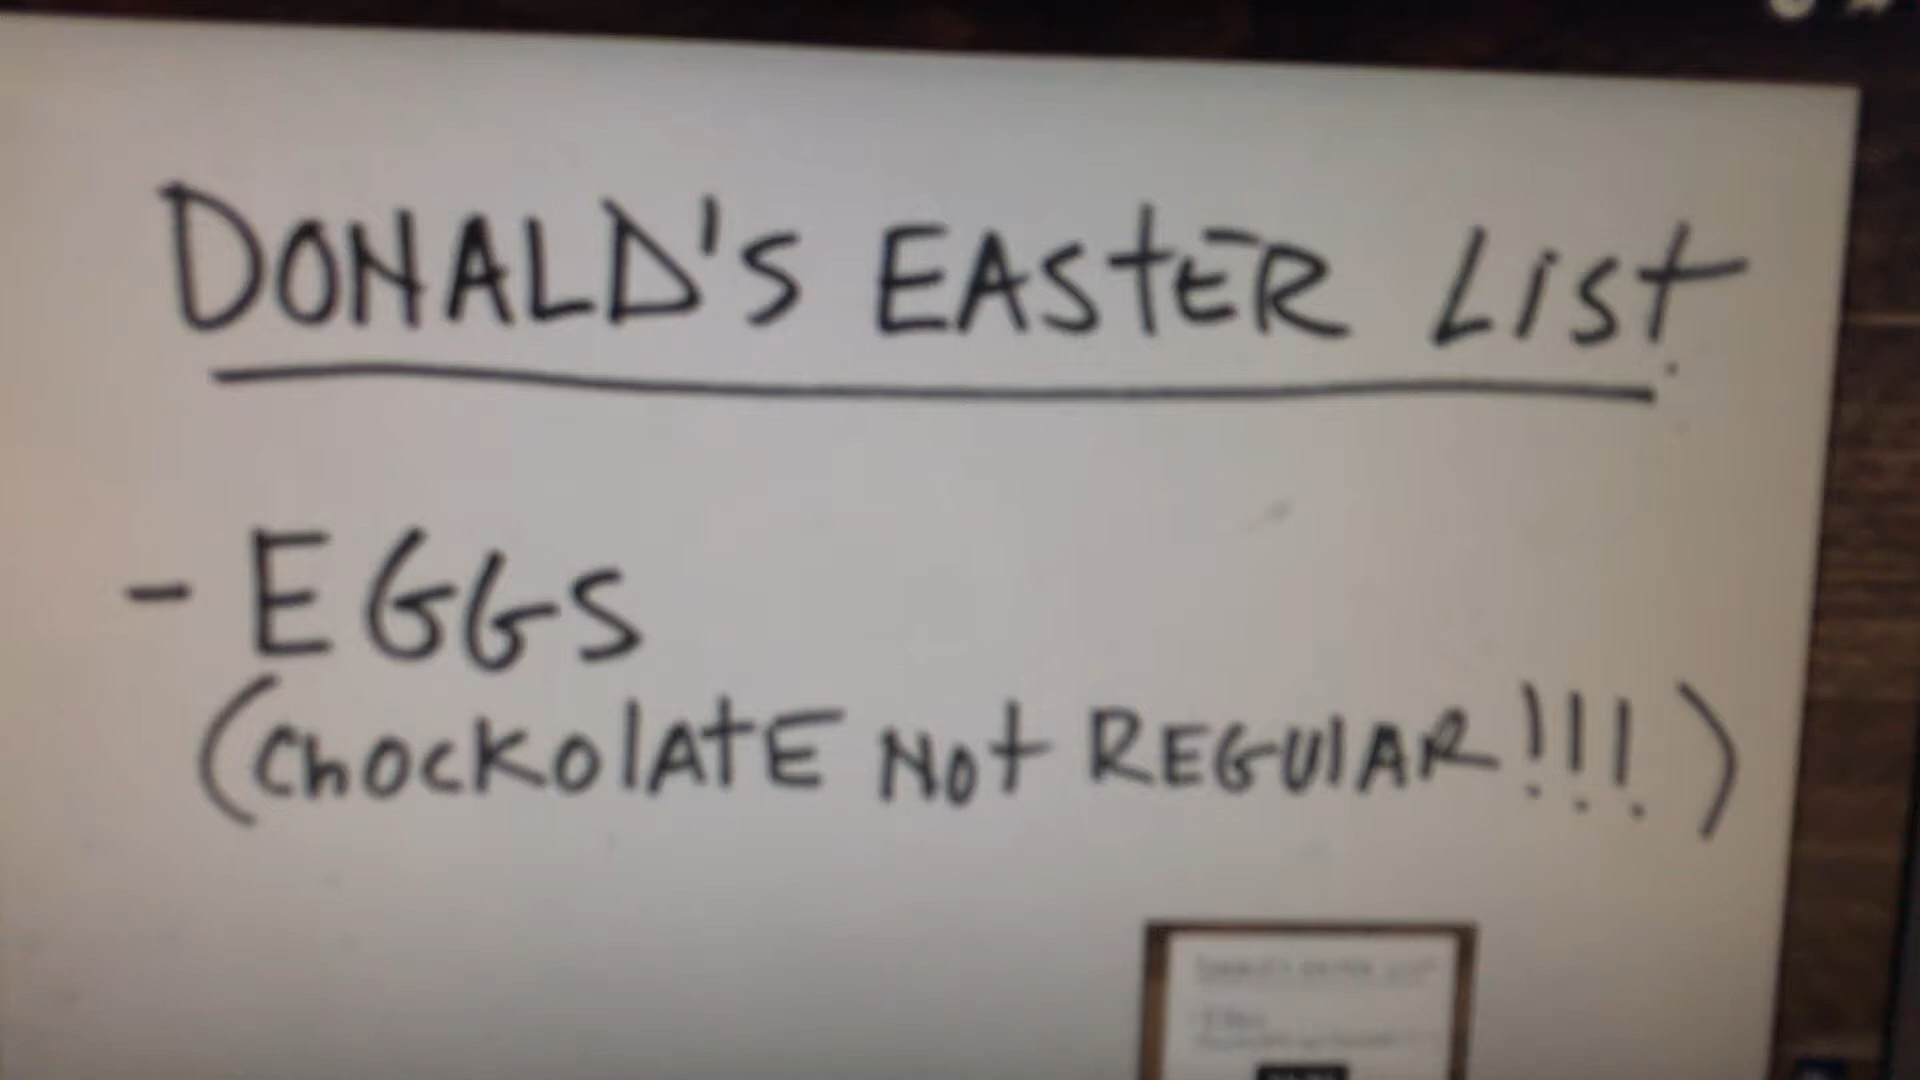 DONALD'S EASTER LIST
- EGGS
(CHOCKOLATE NOT REGULAR!!!)